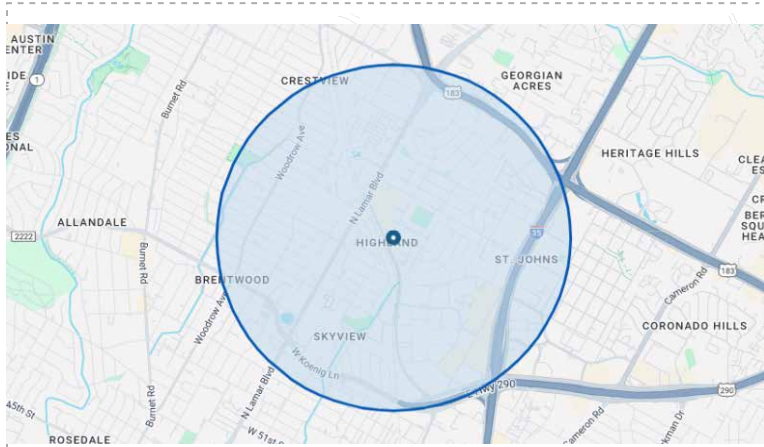 AUSTIN
ENTER
CRESTVIEW
GEORGIAN
ACRES
183
SIDE
1
Burnet Rd
Woodrow Ave
N Lamar Blvd
HERITAGE HILLS
CLEA
ES
ONAL
ALLANDALE
2222
HIGHLAND
35
ST. JOHNS
CR
BER
SQU
HEA
Burnet Rd
BRENTWOOD
Woodrow Ave
183
Cameron Rd
SKYVIEW
CORONADO HILLS
W Koenig Ln
N Lamar Blvd
E Hwy 290
290
Burnet Rd
45th St
W 51st
Cameron Rd
ROSEDALE